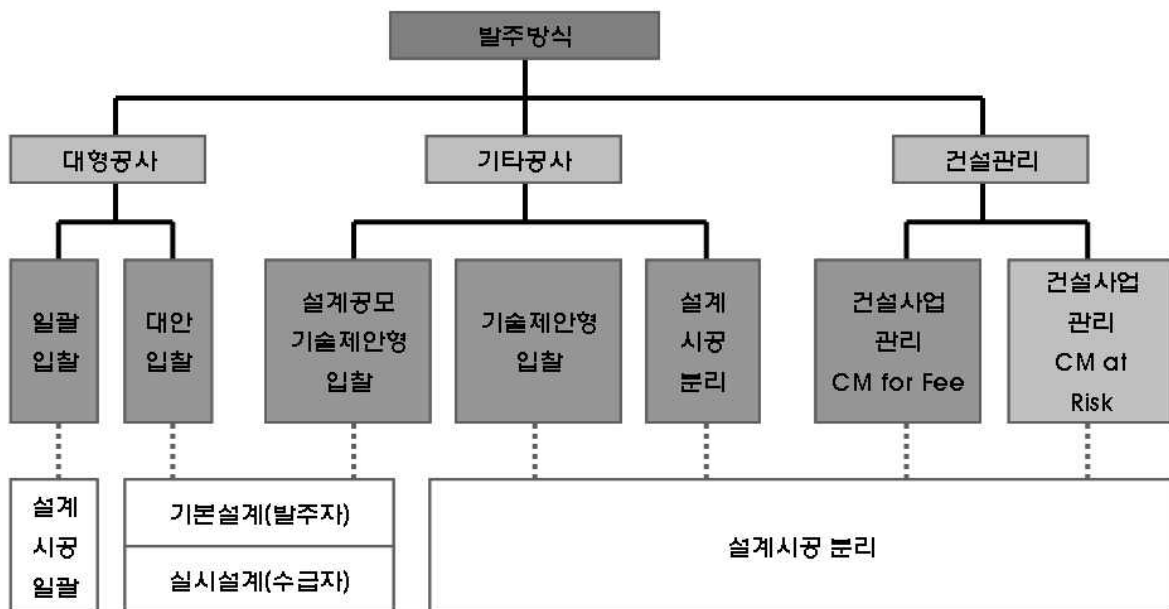 발주방식
대형공사
기타공사
건설관리
일괄
입찰
대안
입찰
설계공모
기술제안형
입찰
기술제안형
입찰
설계
시공
분리
건설사업
관리
CM for Fee
건설사업
관리
CM at
Risk
설계
시공
일괄
기본설계(발주자)
실시설계(수급자)
설계시공 분리